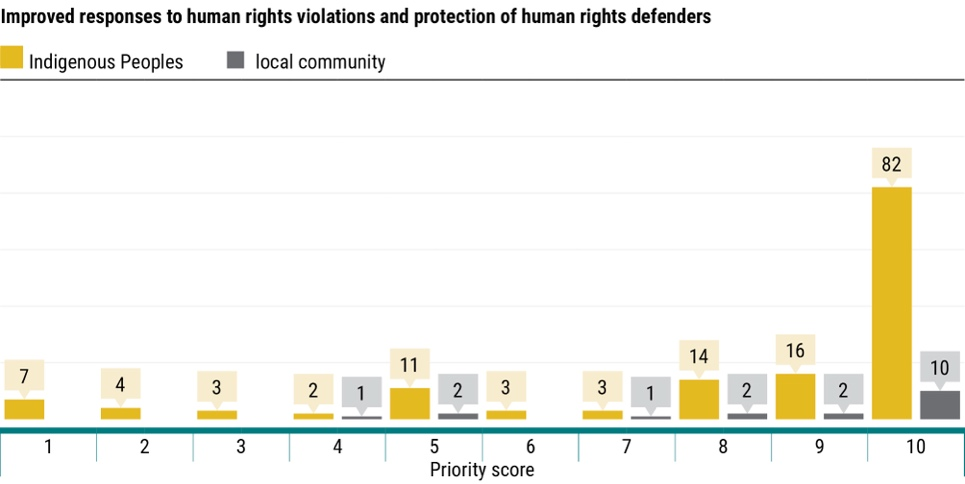 Improved responses to human rights violations and protection of human rights defenders
Indigenous Peoples local community
82
7 4 3 2 1 11 2 3 3 1 14 2 16 2 10
1 2 3 4 5 6 7 8 9 10
Priority score